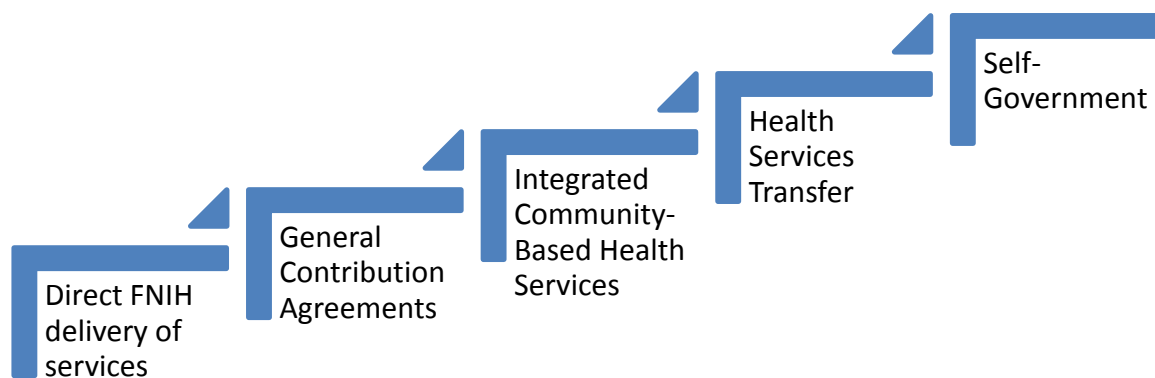 Direct FNIH
delivery of
services
General
Contribution
Agreements
Integrated
Community-
Based Health
Services
Health
Services
Transfer
Self-
Government